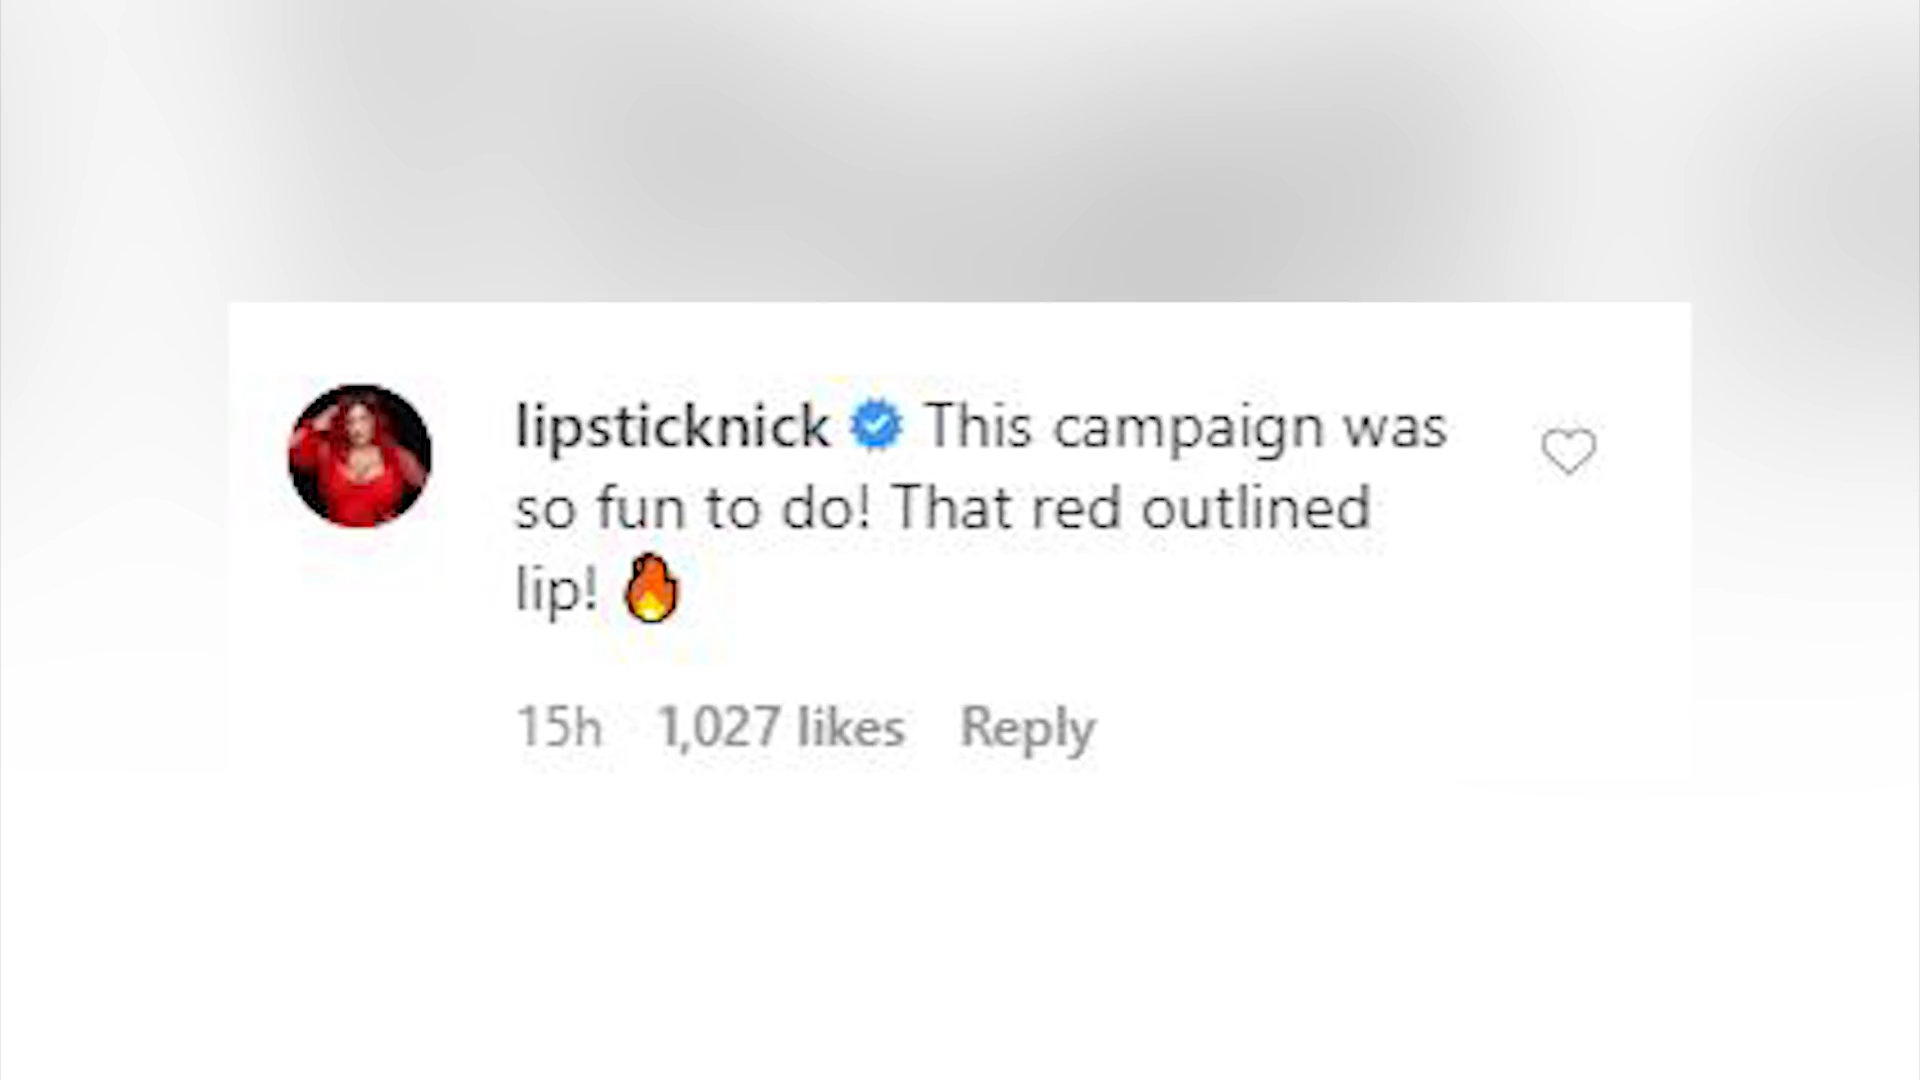 lipsticknick This campaign was
so fun to do! That red outlined
lip! 🔥
15h 1,027 likes Reply